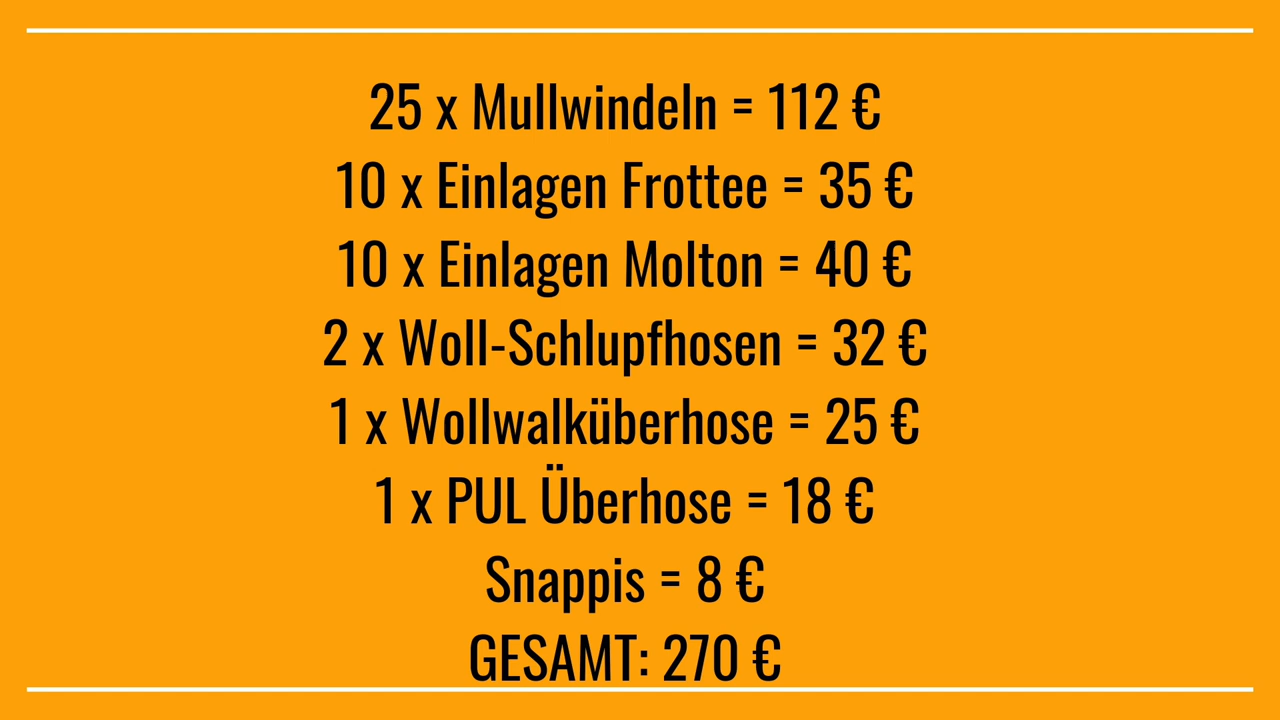 25 x Mullwindeln = 112 €
10 x Einlagen Frottee = 35 €
10 x Einlagen Molton = 40 €
2 x Woll-Schlupfhosen = 32 €
1 x Wollwalküberhose = 25 €
1 x PUL Überhose = 18 €
Snappis = 8 €
GESAMT: 270 €